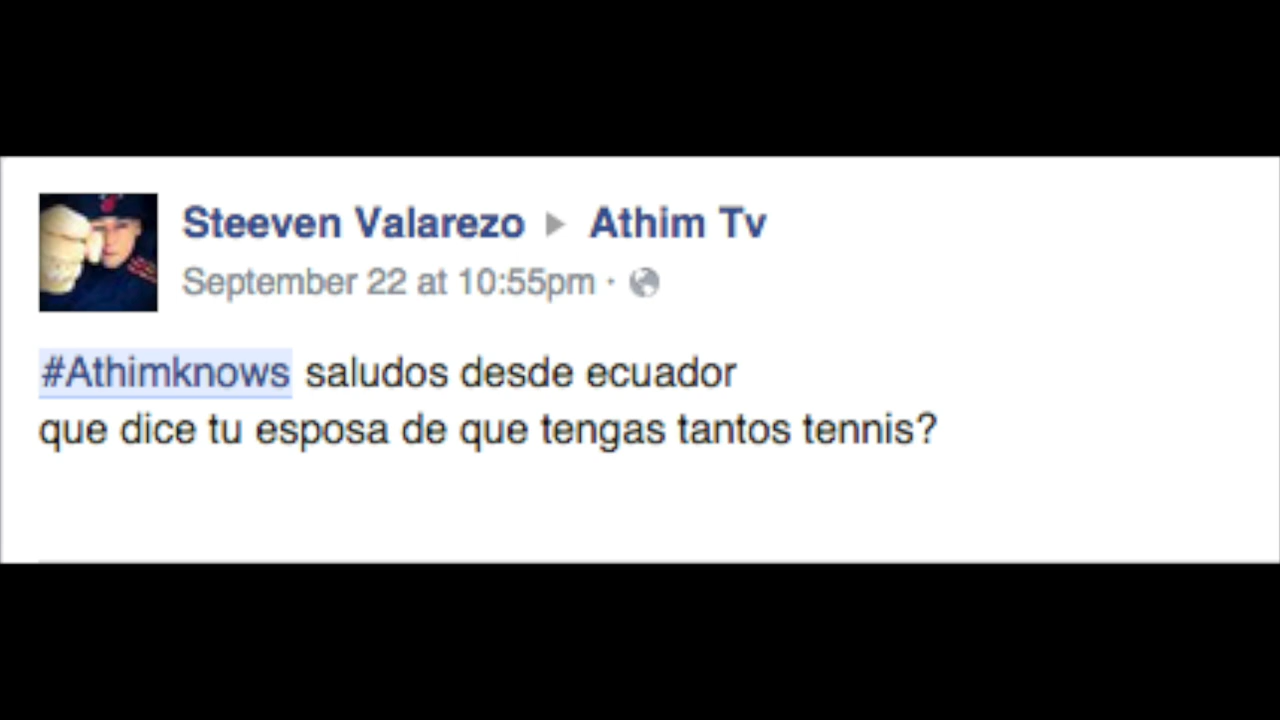 Steeven Valarezo ▸ Athim Tv
September 22 at 10:55pm ·
#Athimknows saludos desde ecuador
que dice tu esposa de que tengas tantos tennis?